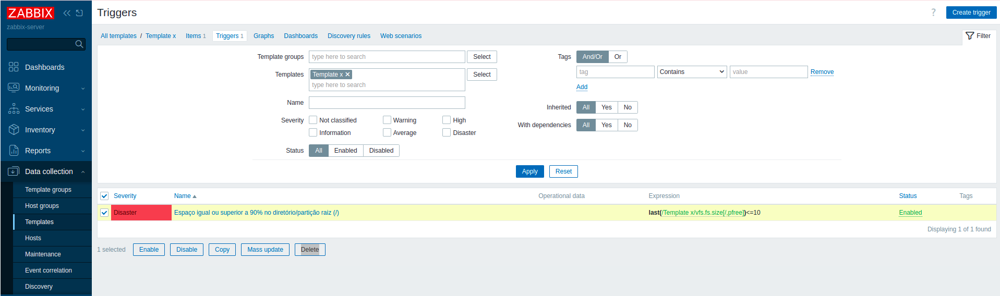 ZABBIX
zabbix-server
Dashboards
Monitoring
Services
Inventory
Reports
Data collection
Template groups
Host groups
Templates
Hosts
Maintenance
Event correlation
Discovery
Triggers
? Create trigger
All templates / Template x Items 1 Triggers 1 Graphs Dashboards Discovery rules Web scenarios Filter
Template groups type here to search Select
Templates Template x type here to search Select
Name
Severity Not classified Warning High
Information Average Disaster
Status All Enabled Disabled
Tags And/Or Or
tag Contains value Remove
Add
Inherited All Yes No
With dependencies All Yes No
Apply Reset
Severity Name Operational data Expression Status Tags
Disaster Espaço igual ou superior a 90% no diretório/partição raiz (/) last(/Template x/vfs.fs.size[/,pfree])<=10 Enabled
Displaying 1 of 1 found
1 selected Enable Disable Copy Mass update Delete